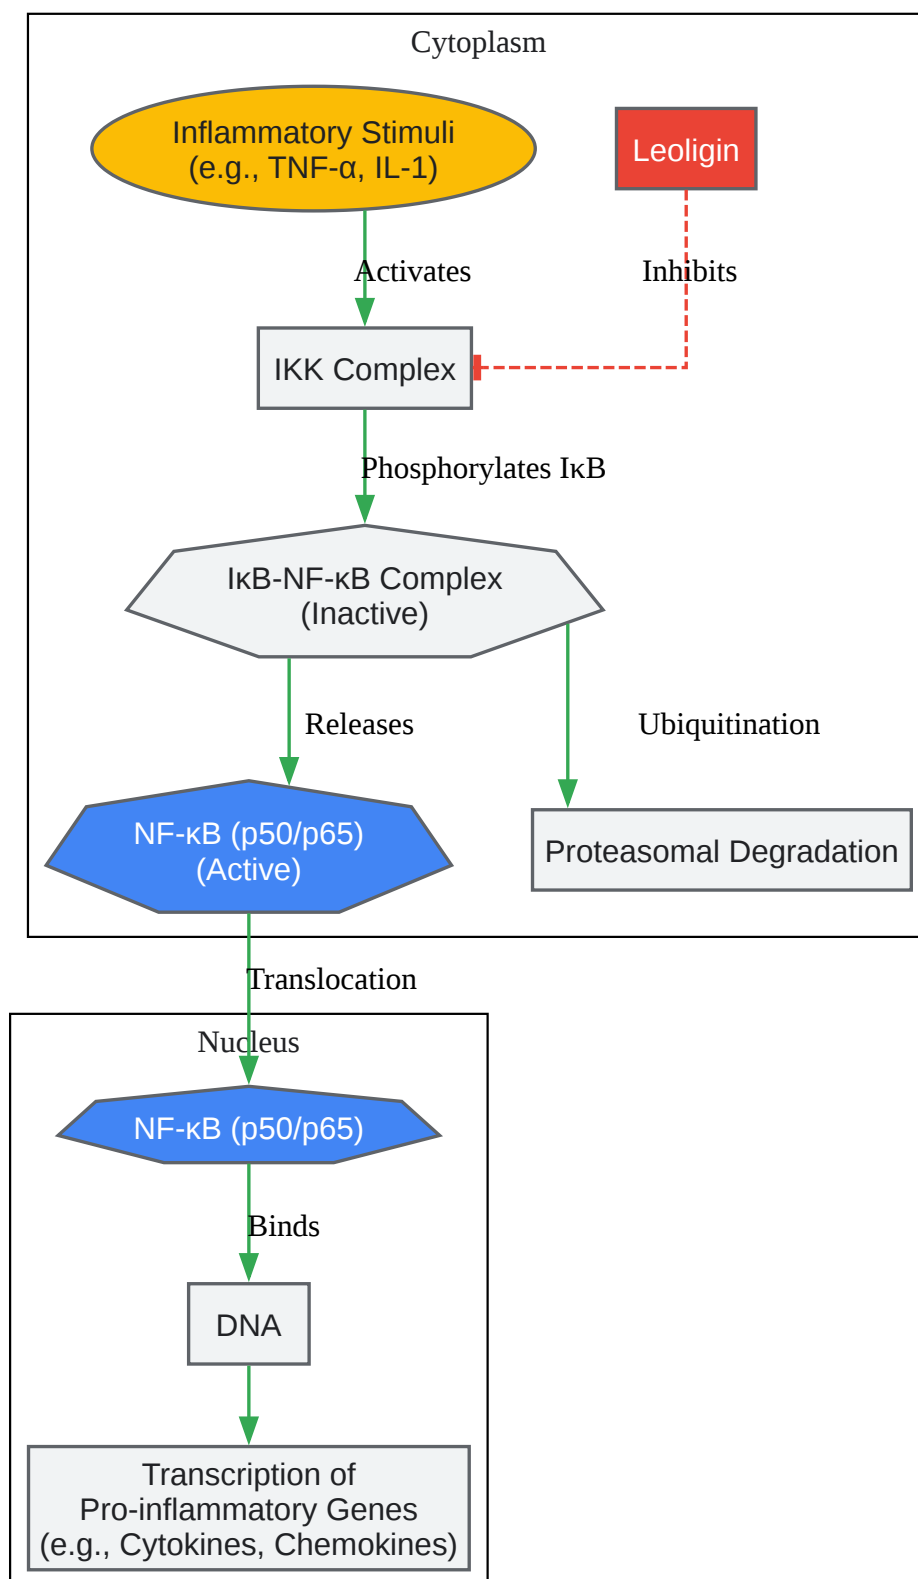 Cytoplasm
Inflammatory Stimuli
(e.g., TNF-α, IL-1)
Leoligin
Activates
Inhibits
IKK Complex
Phosphorylates IκB
IκB-NF-κB Complex
(Inactive)
Releases
Ubiquitination
NF-κB (p50/p65)
(Active)
Proteasomal Degradation
Translocation
Nucleus
NF-κB (p50/p65)
Binds
DNA
Transcription of
Pro-inflammatory Genes
(e.g., Cytokines, Chemokines)